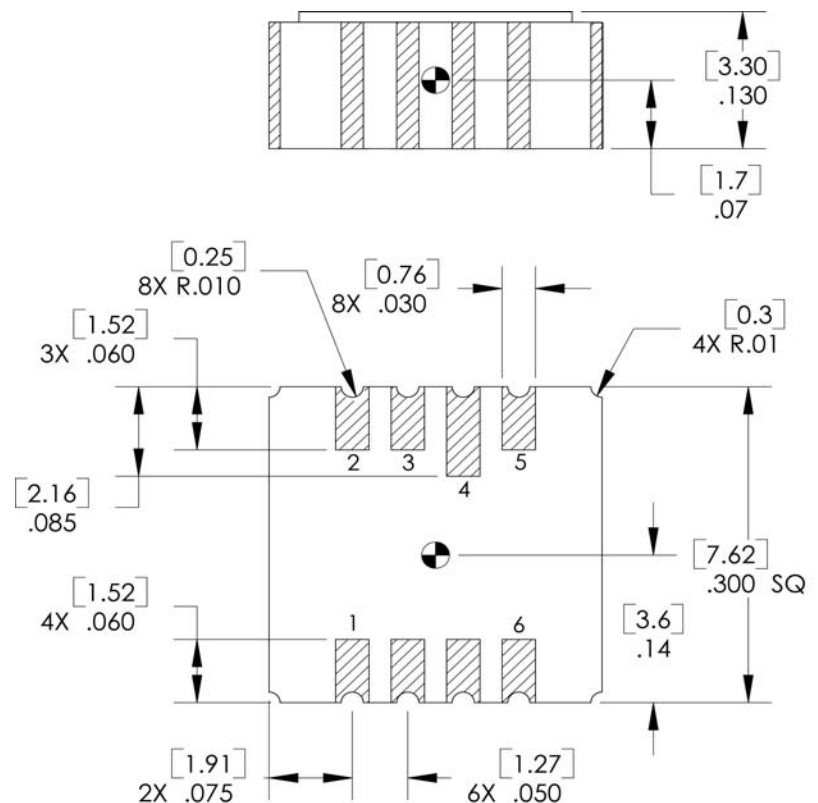 [3.30]
.130
[1.7]
.07
[0.25]
8X R.010
[0.76]
8X .030
[0.3]
4X R.01
[1.52]
3X .060
2
3
4
5
[2.16]
.085
[7.62]
.300 SQ
[1.52]
4X .060
1
6
[3.6]
.14
[1.91]
2X .075
[1.27]
6X .050